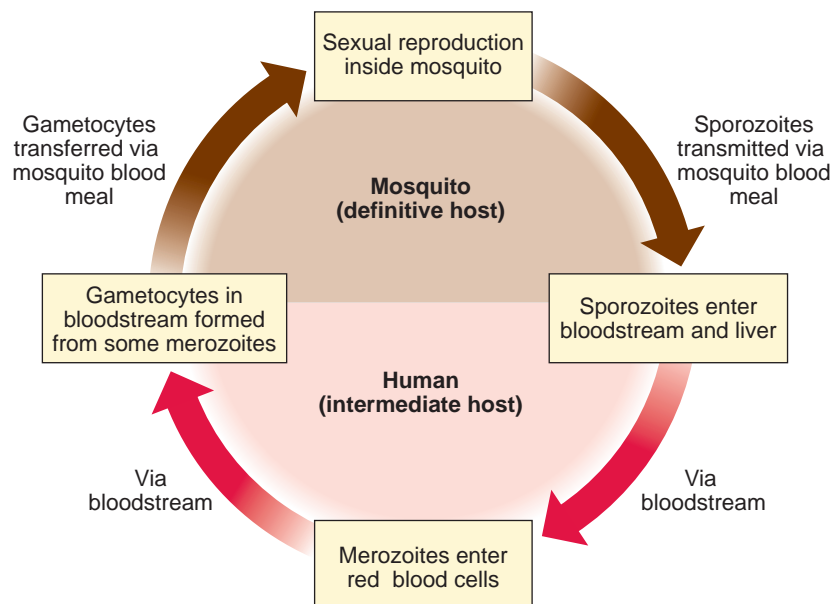 Sexual reproduction
inside mosquito
Sporozoites
transmitted via
mosquito blood
meal
Sporozoites enter
bloodstream and liver
Via
bloodstream
Merozoites enter
red blood cells
Via
bloodstream
Gametocytes in
bloodstream formed
from some merozoites
Gametocytes
transferred via
mosquito blood
meal
Mosquito
(definitive host)
Human
(intermediate host)